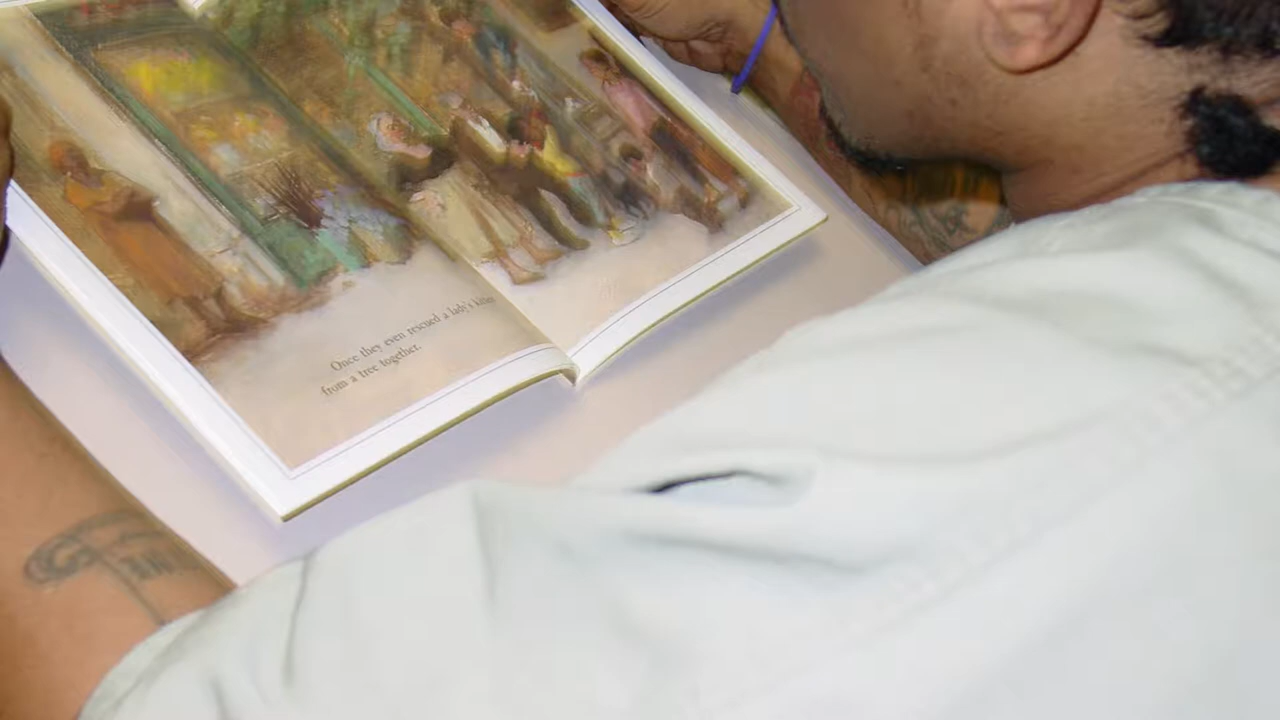 Once they even rescued a lady's kitten
from a tree together.